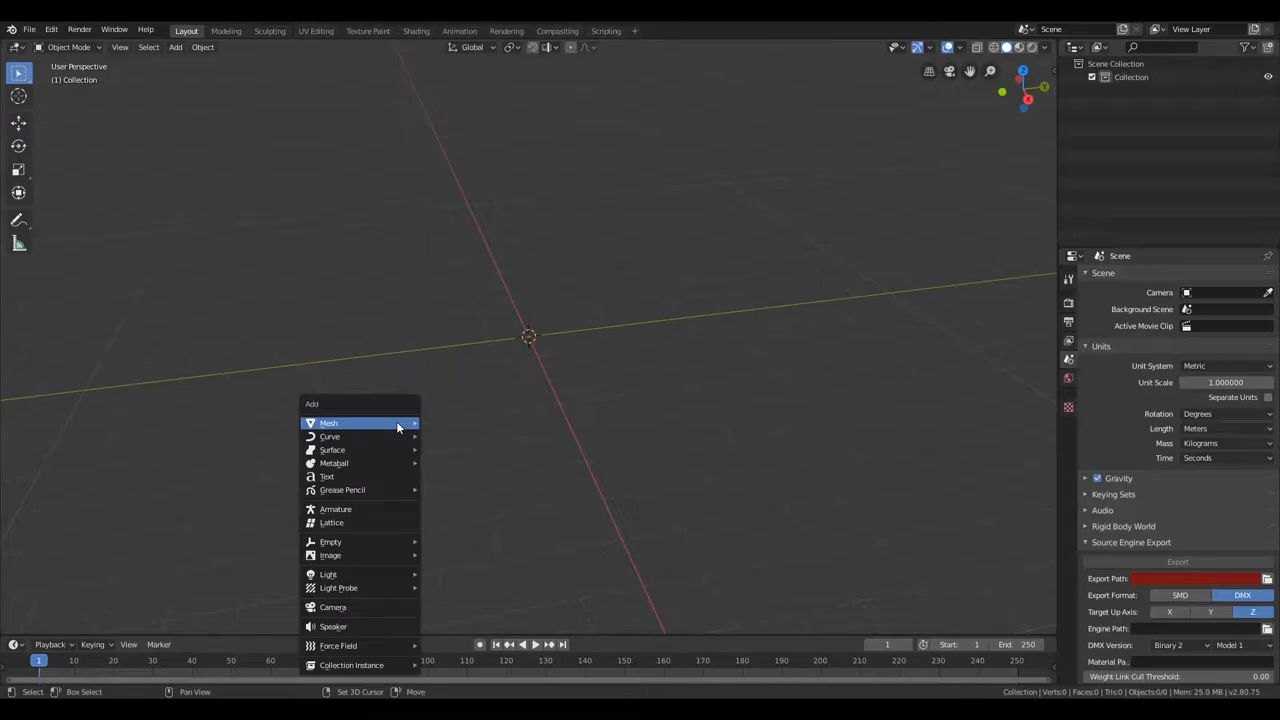 File Edit Render Window Help Layout Modeling Sculpting UV Editing Texture Paint Shading Animation Rendering Compositing Scripting + Scene View Layer
Object Mode View Select Add Object Global
User Perspective
(1) Collection
Z
Y
X
Scene Collection
Collection
Scene
Scene
Camera
Background Scene
Active Movie Clip
Units
Unit System Metric
Unit Scale 1.000000
Separate Units
Rotation Degrees
Length Meters
Mass Kilograms
Time Seconds
Gravity
Keying Sets
Audio
Rigid Body World
Source Engine Export
Export
Export Path:
Export Format: SMD DMX
Target Up Axis: X Y Z
Engine Path:
DMX Version: Binary 2 Model 1
Material Pa..
Weight Link Cull Threshold: 0.00
Add
Mesh
Curve
Surface
Metaball
Text
Grease Pencil
Armature
Lattice
Empty
Image
Light
Light Probe
Camera
Speaker
Force Field
Collection Instance
Playback Keying View Marker 1 Start: 1 End: 250
1 10 20 30 40 50 60 100 110 120 130 140 150 160 170 180 190 200 210 220 230 240 250
Select Box Select Pan View Set 3D Cursor Move Collection | Verts:0 | Faces:0 | Tris:0 | Objects:0/0 | Mem: 25.0 MB | v2.80.75